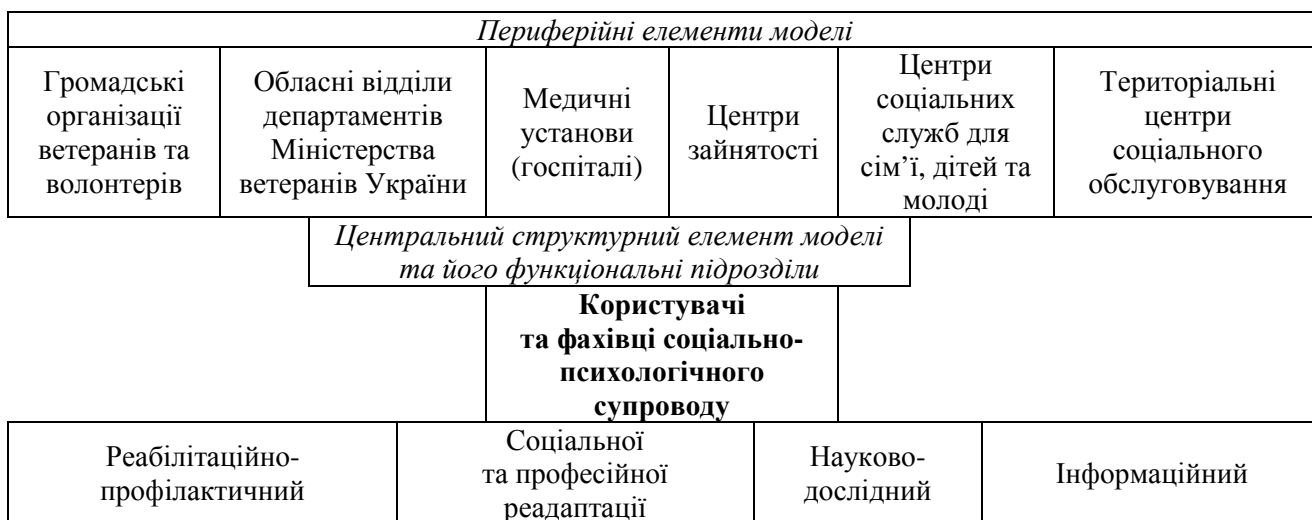 Периферійні елементи моделі
Громадські
організації
ветеранів та
волонтерів
Обласні відділи
департаментів
Міністерства
ветеранів України
Медичні
установи
(госпіталі)
Центри
зайнятості
Центри
соціальних
служб для
сім’ї, дітей та
молоді
Територіальні
центри
соціального
обслуговування
Центральний структурний елемент моделі
та його функціональні підрозділи
Користувачі
та фахівці соціально-
психологічного
супроводу
Реабілітаційно-
профілактичний
Соціальної
та професійної
реадаптації
Науково-
дослідний
Інформаційний